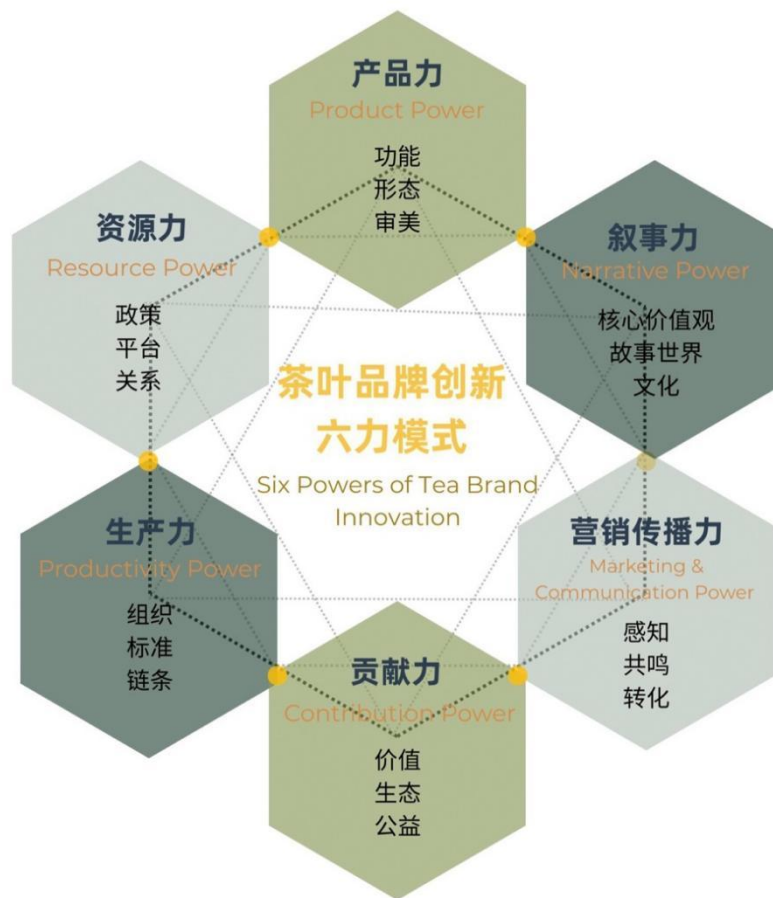 产品力
Product Power
功能
形态
审美
资源力
Resource Power
政策
平台
关系
叙事力
Narrative Power
核心价值观
故事世界
文化
茶叶品牌创新
六力模式
Six Powers of Tea Brand
Innovation
生产力
Productivity Power
组织
标准
链条
营销传播力
Marketing &
Communication Power
感知
共鸣
转化
贡献力
Contribution Power
价值
生态
公益